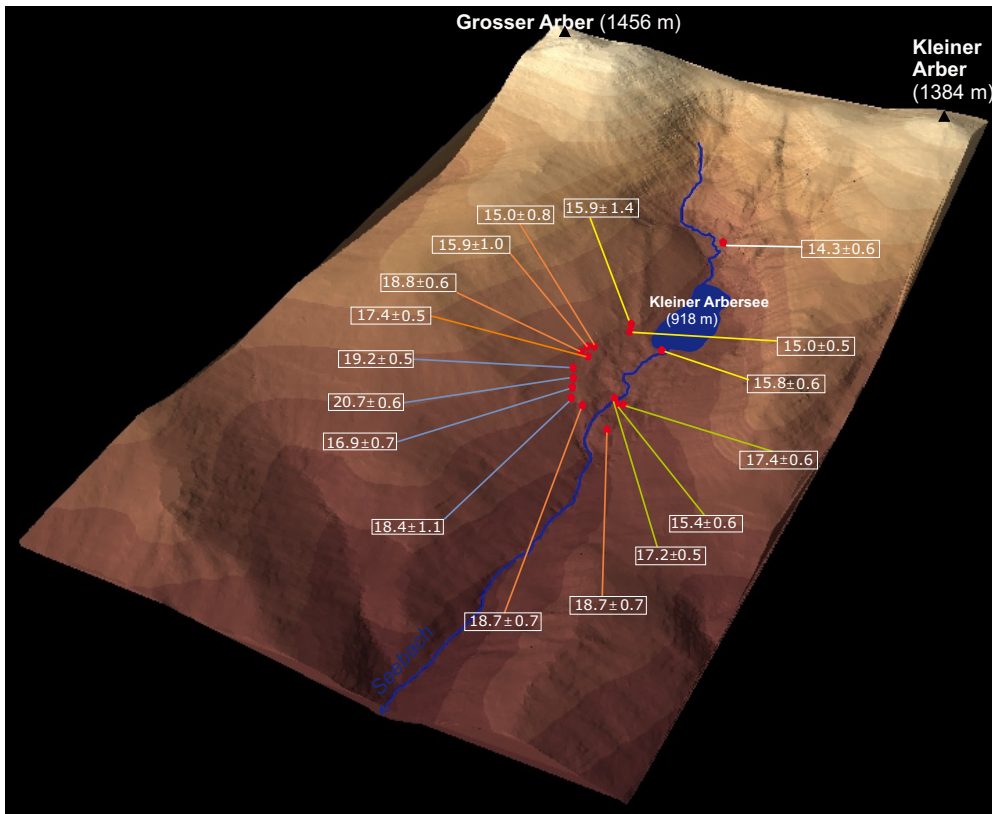 Grosser Arber (1456 m)
Kleiner
Arber
(1384 m)
15.0±0.8
15.9±1.4
15.9±1.0
14.3±0.6
18.8±0.6
17.4±0.5
Kleiner Arbersee
(918 m)
15.0±0.5
19.2±0.5
15.8±0.6
20.7±0.6
16.9±0.7
17.4±0.6
18.4±1.1
15.4±0.6
17.2±0.5
18.7±0.7
18.7±0.7
Seebach